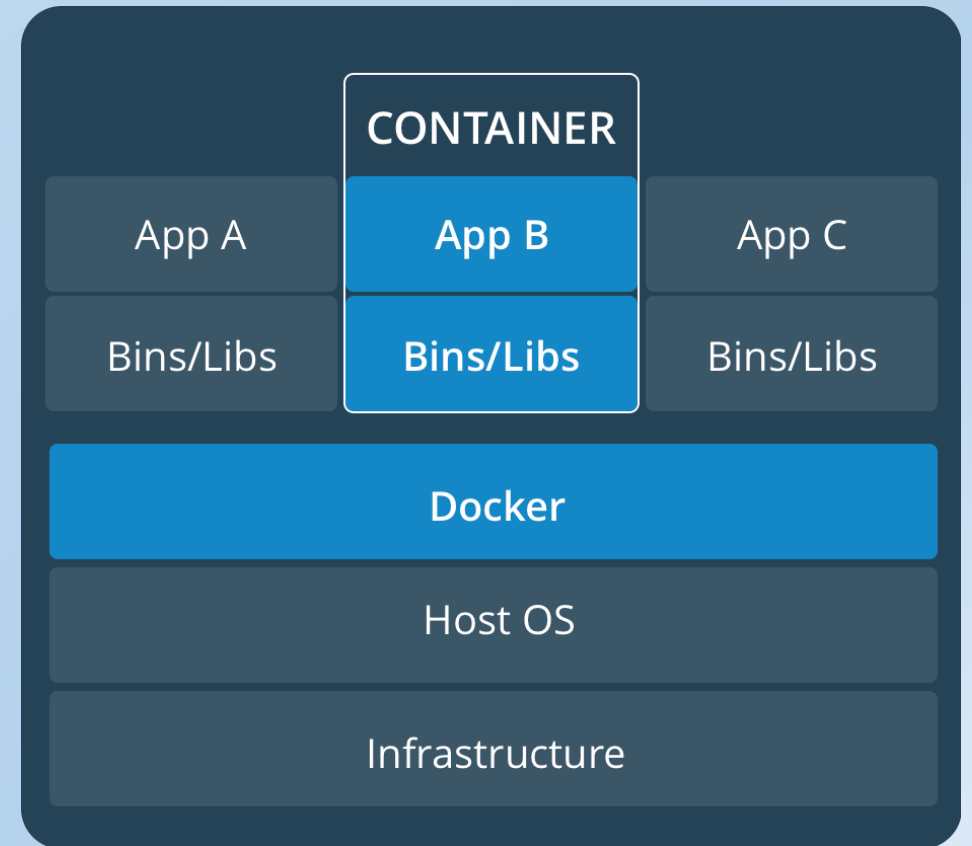 CONTAINER
App A
App B
App C
Bins/Libs
Bins/Libs
Bins/Libs
Docker
Host OS
Infrastructure